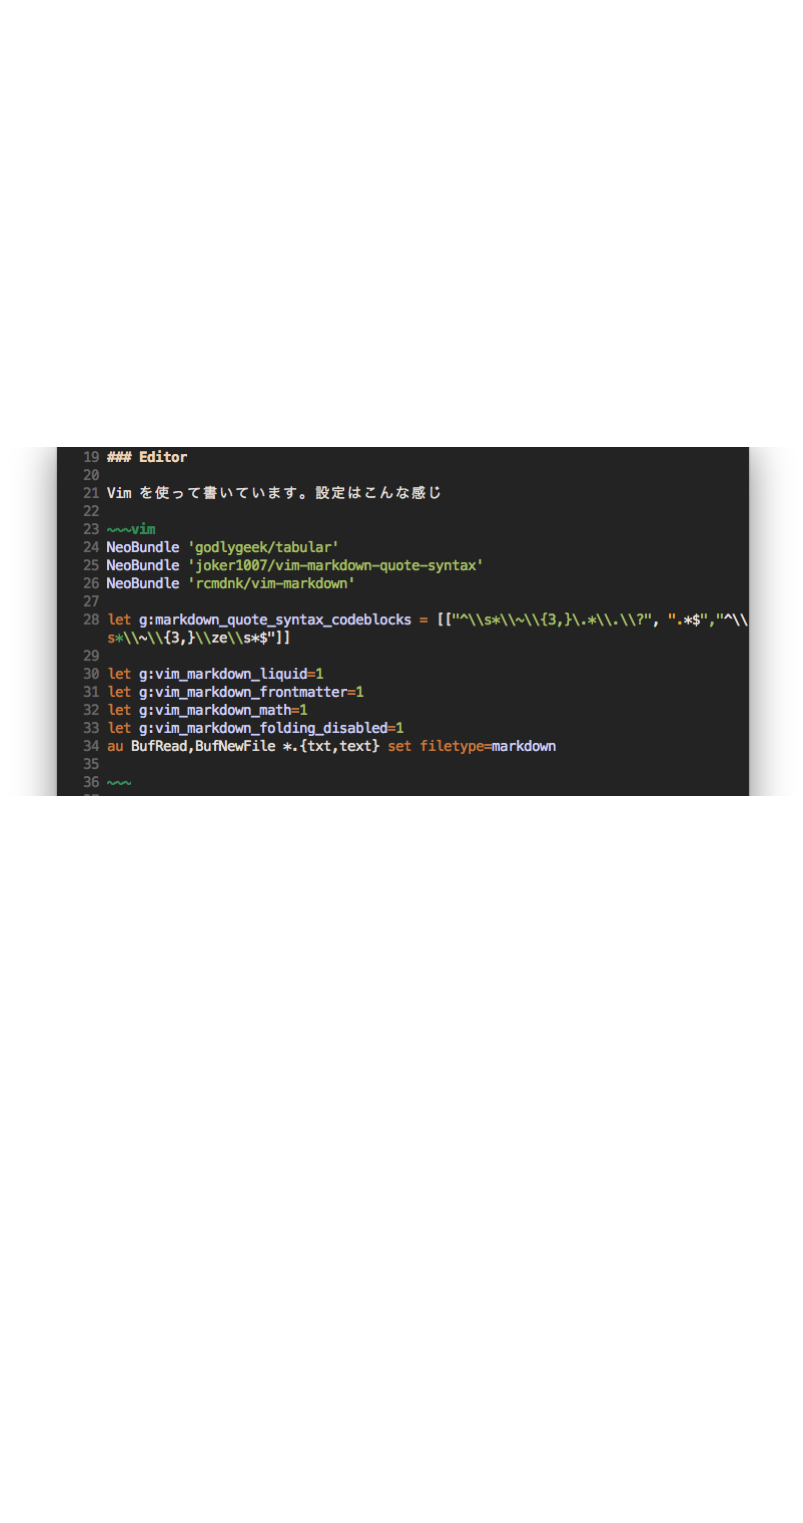 19 ### Editor
20
21 Vim を使って書いています。設定はこんな感じ
22
23 ~~~vim
24 NeoBundle 'godlygeek/tabular'
25 NeoBundle 'joker1007/vim-markdown-quote-syntax'
26 NeoBundle 'rcmdnk/vim-markdown'
27
28 let g:markdown_quote_syntax_codeblocks = [["^\\s*\\~\\{3,}\.*\\.\\?", ".*$","^\\
s*\\~\\{3,}\\ze\\s*$"]]
29
30 let g:vim_markdown_liquid=1
31 let g:vim_markdown_frontmatter=1
32 let g:vim_markdown_math=1
33 let g:vim_markdown_folding_disabled=1
34 au BufRead,BufNewFile *.{txt,text} set filetype=markdown
35
36 ~~~